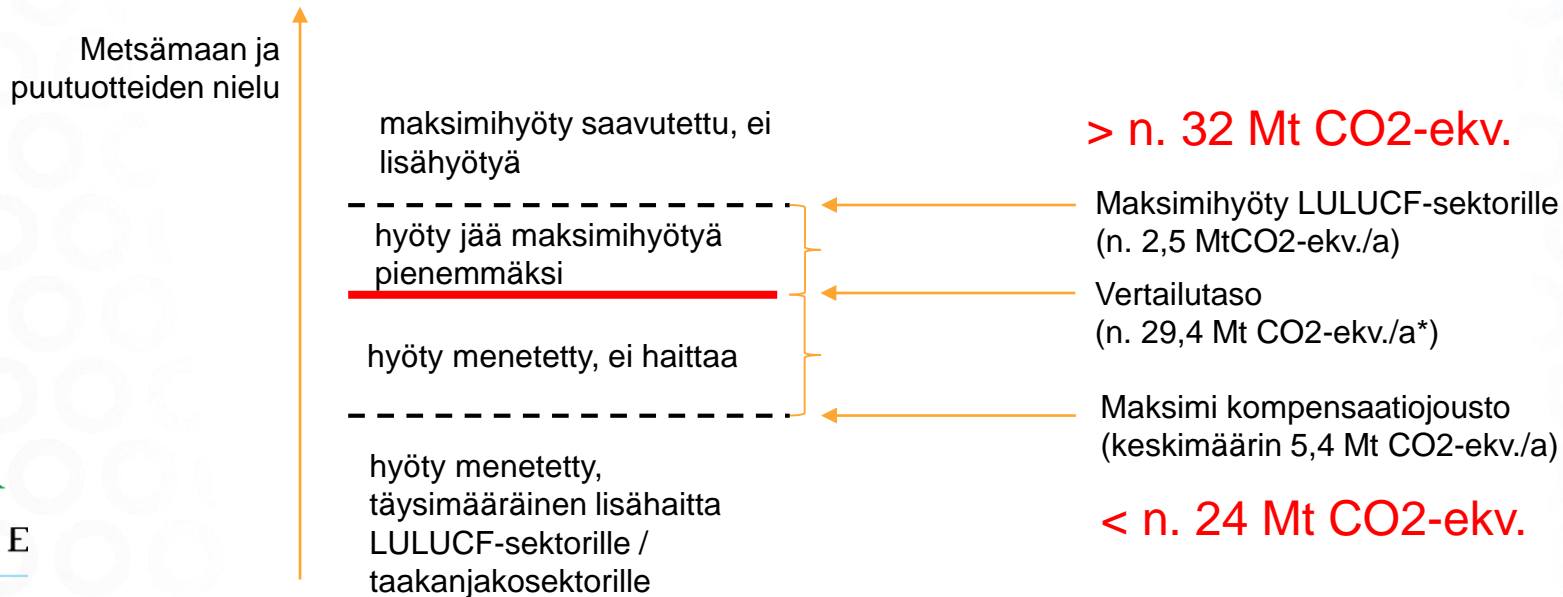 Metsämaan ja
puutuotteiden nielu
maksimihyöty saavutettu, ei
lisähyötyä
> n. 32 Mt CO2-ekv.
Maksimihyöty LULUCF-sektorille
(n. 2,5 MtCO2-ekv./a)
hyöty jää maksimihyötyä
pienemmäksi
Vertailutaso
(n. 29,4 Mt CO2-ekv./a*)
hyöty menetetty, ei haittaa
Maksimi kompensaatiojousto
(keskimäärin 5,4 Mt CO2-ekv./a)
hyöty menetetty,
täysimääräinen lisähaitta
LULUCF-sektorille /
taakanjakosektorille
< n. 24 Mt CO2-ekv.
E